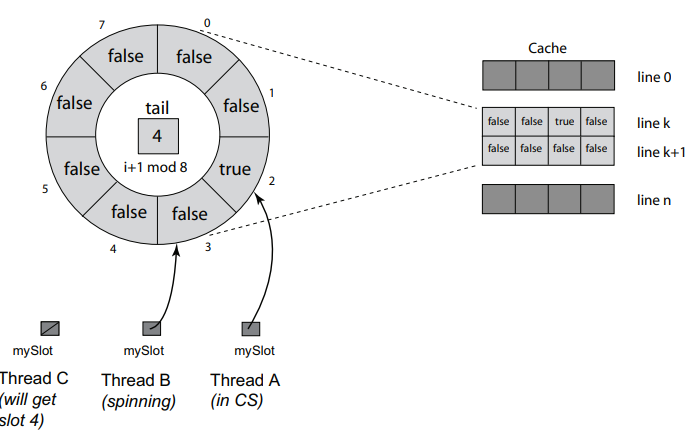 7
0
false
false
6
1
false
false
tail
4
i+1 mod 8
false
true
5
2
false
false
4
3
Cache
line 0
false false true false
line k
false false false false
line k+1
line n
mySlot
mySlot
mySlot
Thread C
(will get
slot 4)
Thread B
(spinning)
Thread A
(in CS)